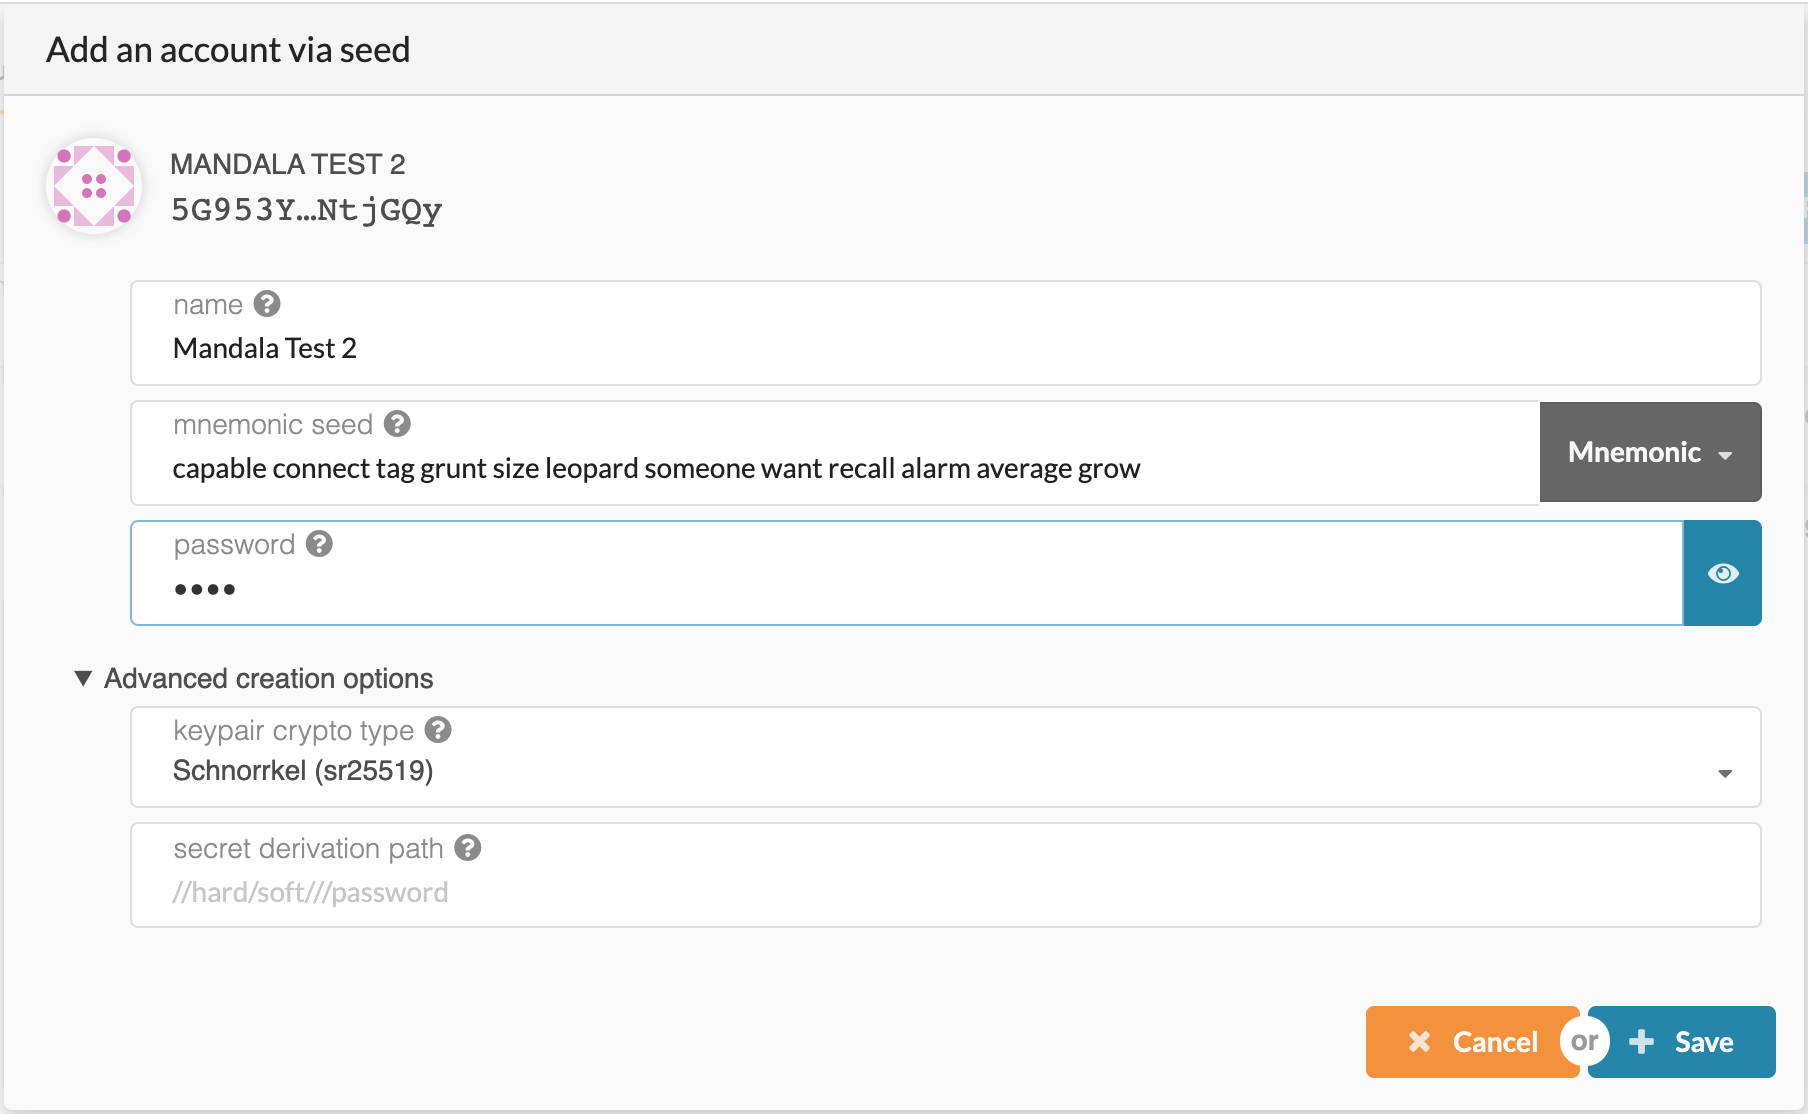 Add an account via seed
MANDALA TEST 2
5G953Y…NtjGQy
name
Mandala Test 2
mnemonic seed
capable connect tag grunt size leopard someone want recall alarm average grow
Mnemonic
password
••••
Advanced creation options
keypair crypto type
Schnorrkel (sr25519)
secret derivation path
//hard/soft///password
Cancel or Save